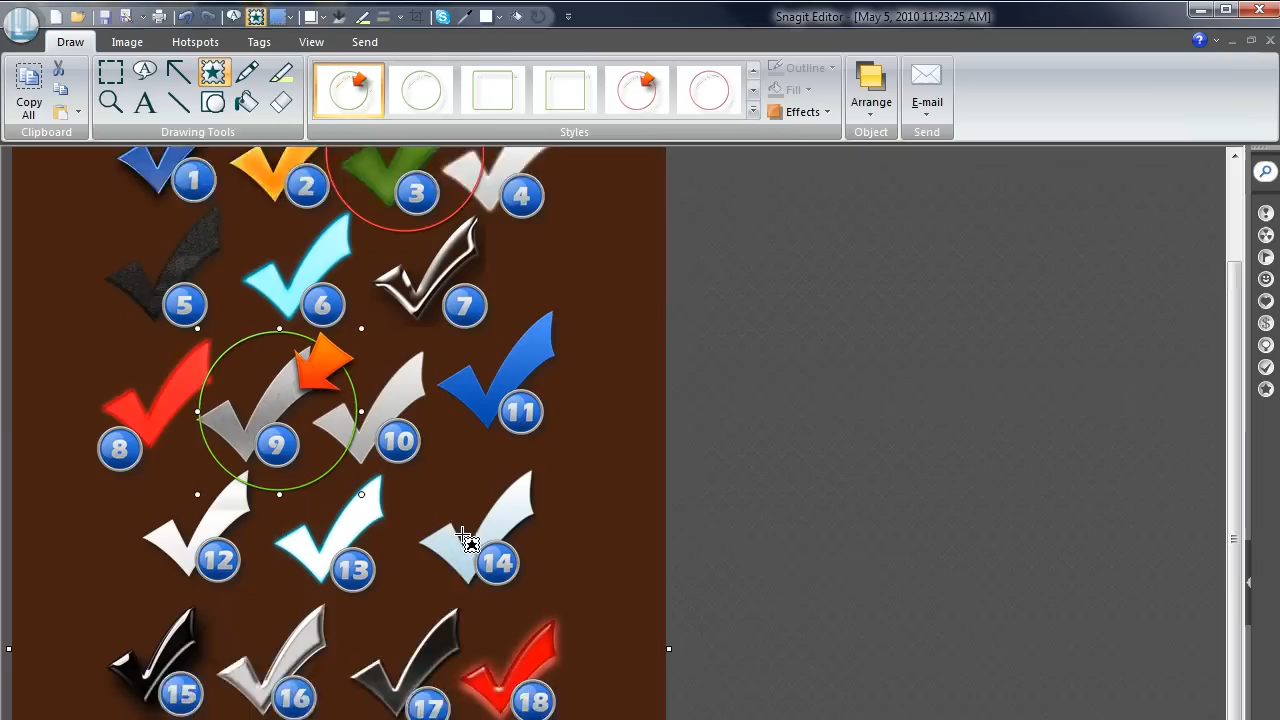 Snagit Editor - [May 5, 2010 11:23:25 AM]
Draw Image Hotspots Tags View Send
Copy All
Clipboard
Drawing Tools
Outline
Fill
Effects
Styles
Arrange
Object
E-mail
Send
1 2 3 4
5 6 7
8 9 10 11
12 13 14
15 16 17 18